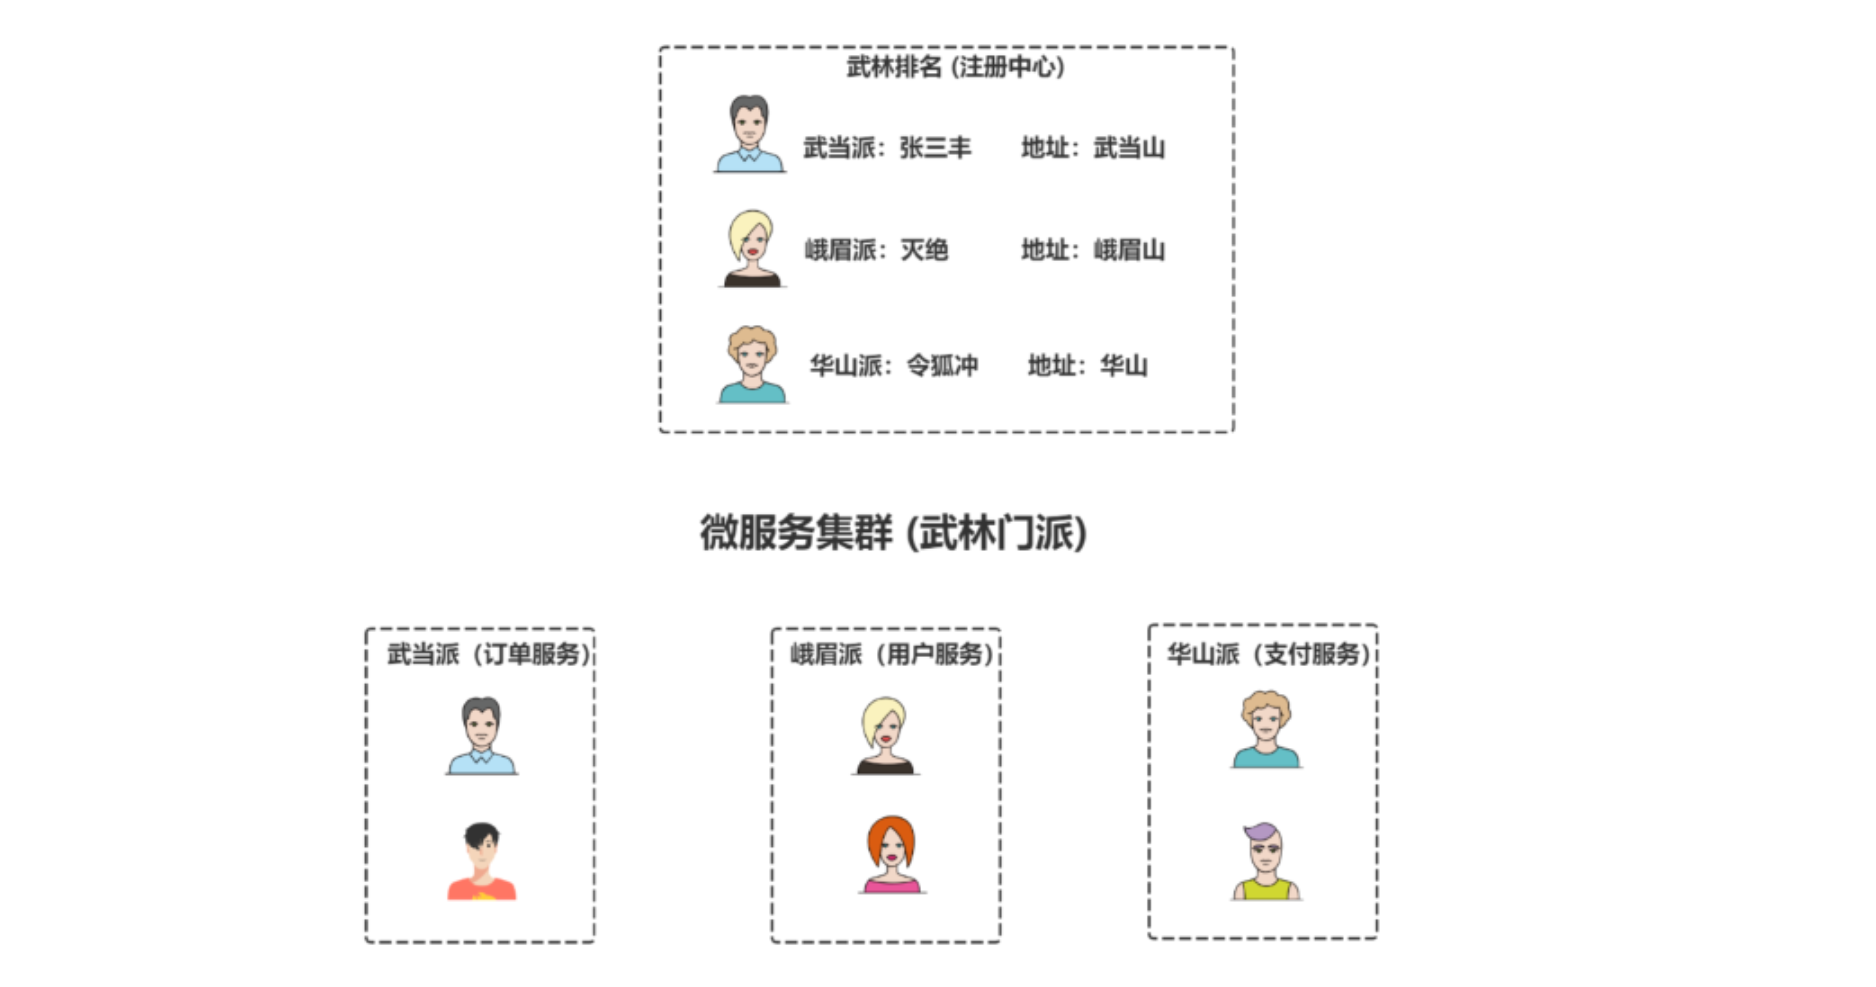 武林排名 (注册中心)
武当派：张三丰 地址：武当山
峨眉派：灭绝 地址：峨眉山
华山派：令狐冲 地址：华山
微服务集群 (武林门派)
武当派（订单服务）
峨眉派（用户服务）
华山派（支付服务）